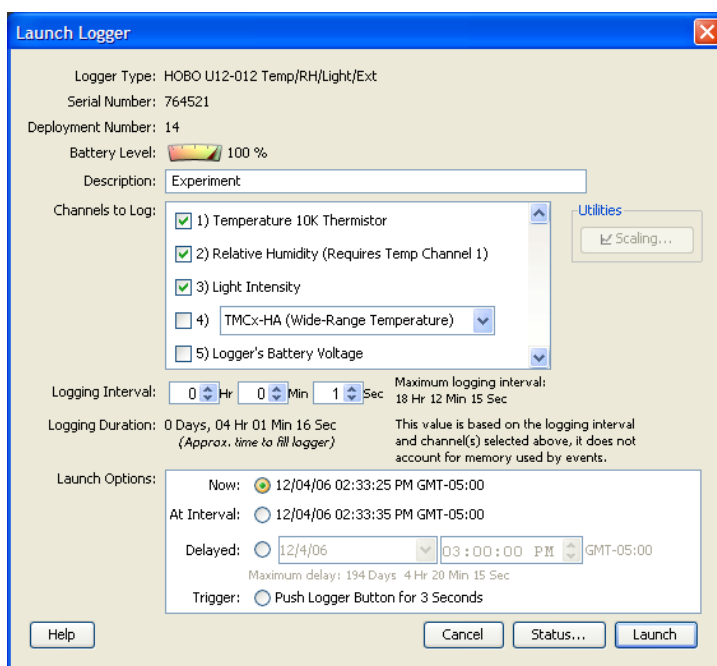 Launch Logger
Logger Type: HOBO U12-012 Temp/RH/Light/Ext
Serial Number: 764521
Deployment Number: 14
Battery Level: 100 %
Description: Experiment
Channels to Log:
1) Temperature 10K Thermistor
2) Relative Humidity (Requires Temp Channel 1)
3) Light Intensity
4) TMCx-HA (Wide-Range Temperature)
5) Logger's Battery Voltage
Utilities
Scaling...
Logging Interval: 0 Hr 0 Min 1 Sec
Maximum logging interval:
18 Hr 12 Min 15 Sec
Logging Duration: 0 Days, 04 Hr 01 Min 16 Sec
(Approx. time to fill logger)
This value is based on the logging interval
and channel(s) selected above, it does not
account for memory used by events.
Launch Options:
Now: 12/04/06 02:33:25 PM GMT-05:00
At Interval: 12/04/06 02:33:35 PM GMT-05:00
Delayed: 12/4/06 03:00:00 PM GMT-05:00
Maximum delay: 194 Days 4 Hr 20 Min 15 Sec
Trigger: Push Logger Button for 3 Seconds
Help Cancel Status... Launch